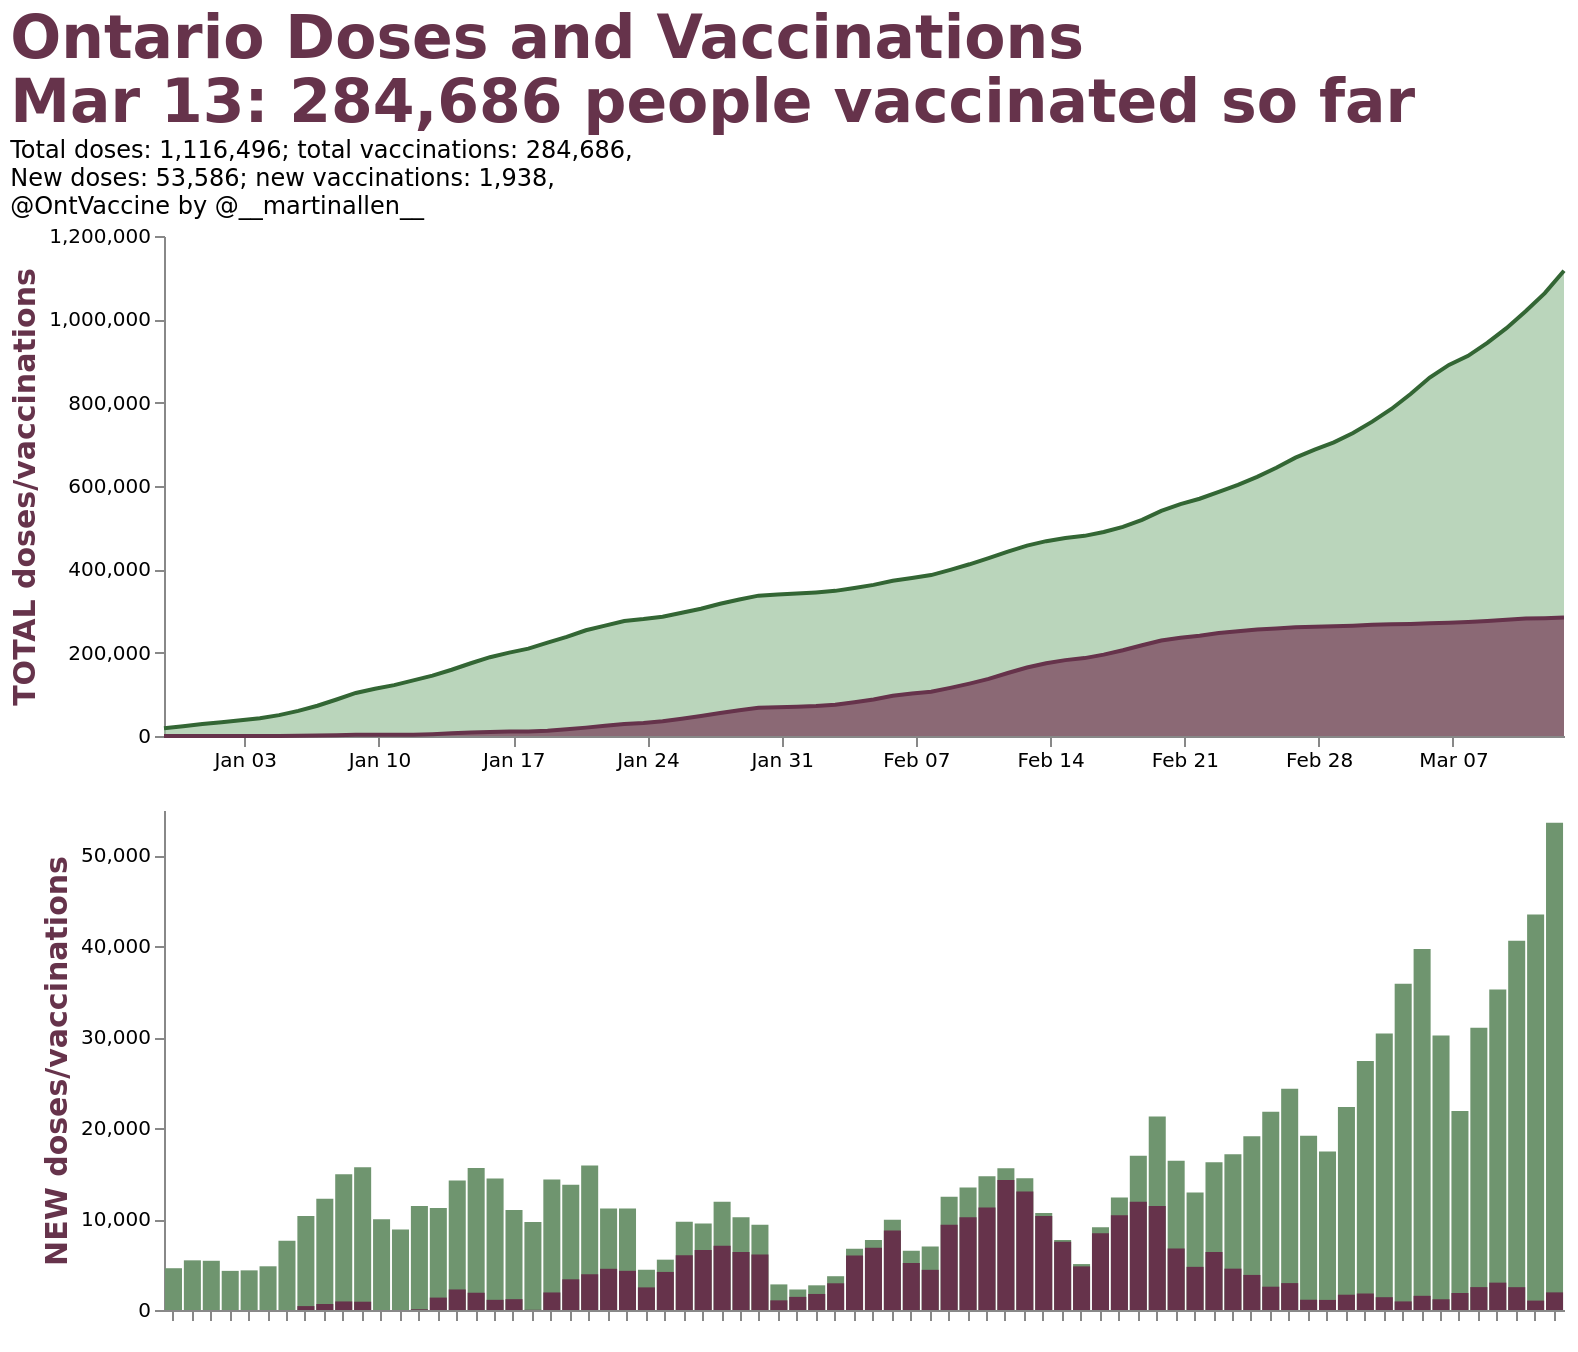 Ontario Doses and Vaccinations
Mar 13: 284,686 people vaccinated so far
Total doses: 1,116,496; total vaccinations: 284,686,
New doses: 53,586; new vaccinations: 1,938,
@OntVaccine by @__martinallen__
TOTAL doses/vaccinations
1,200,000
1,000,000
800,000
600,000
400,000
200,000
0
Jan 03 Jan 10 Jan 17 Jan 24 Jan 31 Feb 07 Feb 14 Feb 21 Feb 28 Mar 07
NEW doses/vaccinations
50,000
40,000
30,000
20,000
10,000
0